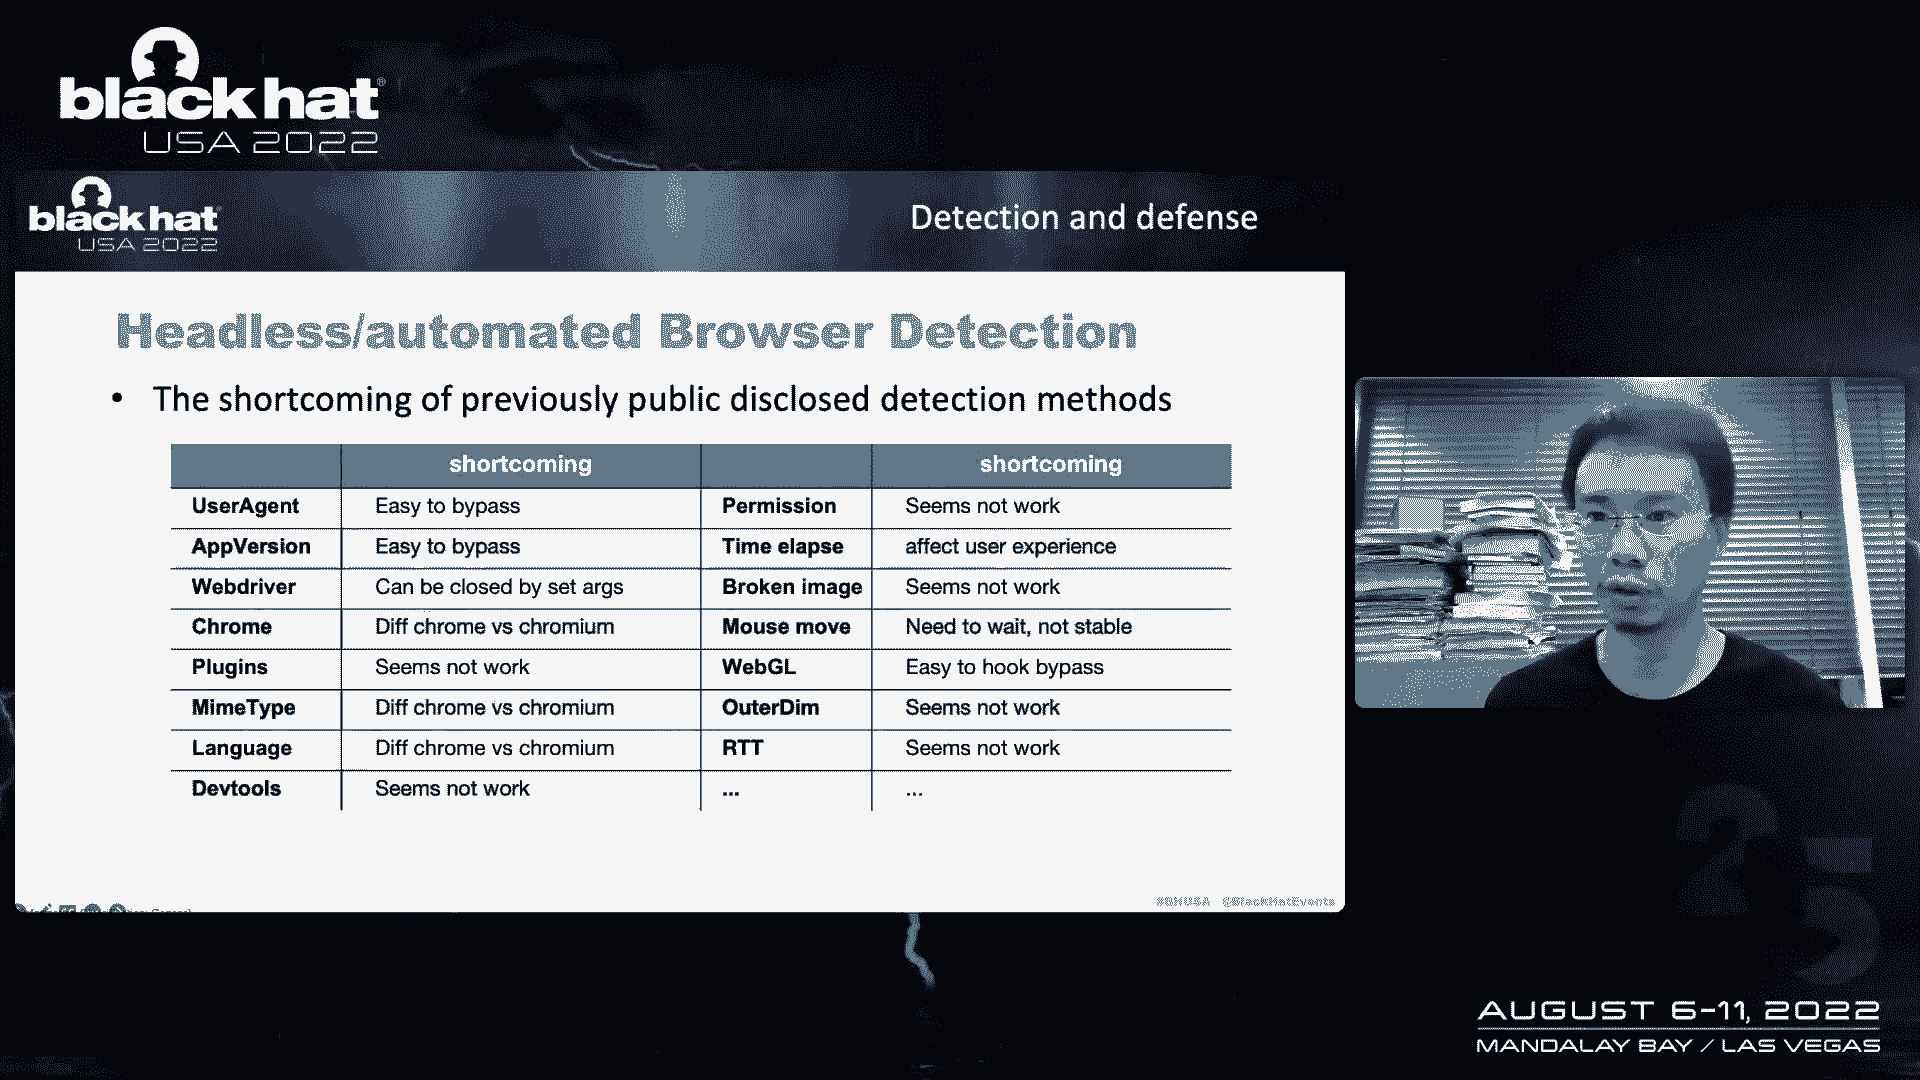 black hat®
USA 2022
black hat®
USA 2022
Detection and defense
Headless/automated Browser Detection
• The shortcoming of previously public disclosed detection methods
shortcoming shortcoming
UserAgent Easy to bypass Permission Seems not work
AppVersion Easy to bypass Time elapse affect user experience
Webdriver Can be closed by set args Broken image Seems not work
Chrome Diff chrome vs chromium Mouse move Need to wait, not stable
Plugins Seems not work WebGL Easy to hook bypass
MimeType Diff chrome vs chromium OuterDim Seems not work
Language Diff chrome vs chromium RTT Seems not work
Devtools Seems not work ... ...
#BHUSA @BlackHatEvents
25
AUGUST 6-11, 2022
MANDALAY BAY / LAS VEGAS